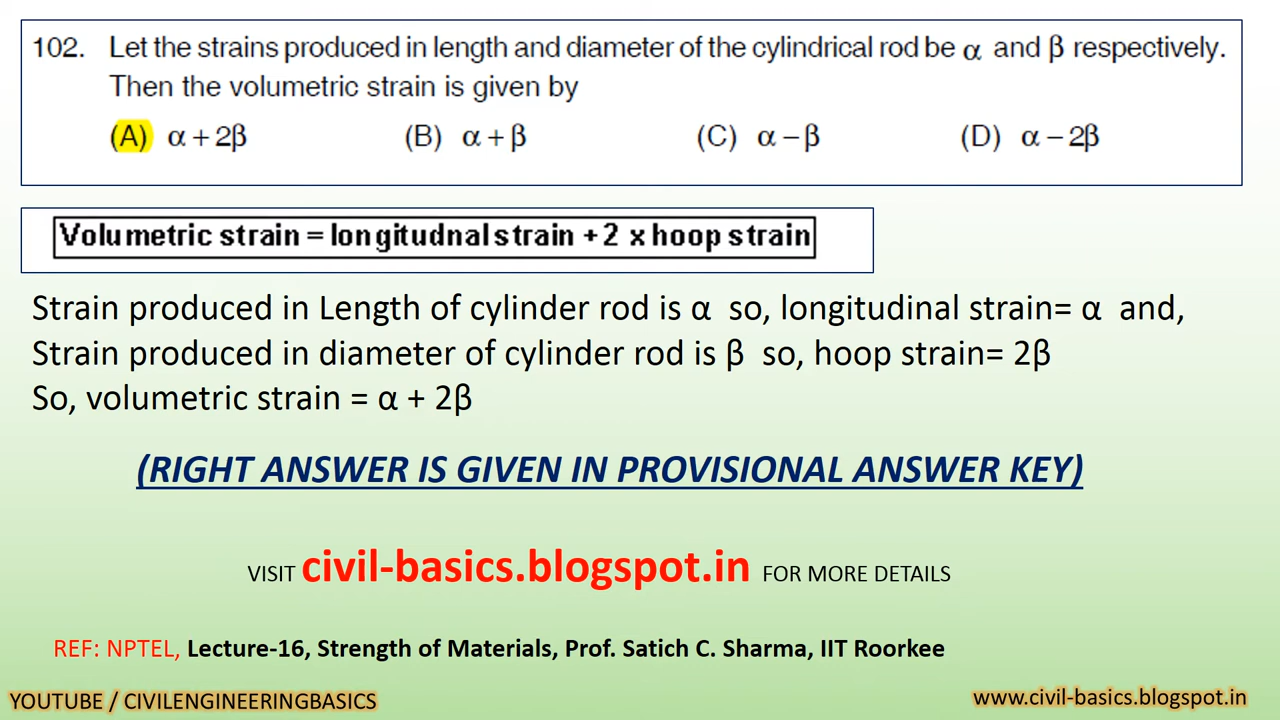 102. Let the strains produced in length and diameter of the cylindrical rod be α and β respectively.
Then the volumetric strain is given by
(A) α + 2β (B) α + β (C) α − β (D) α − 2β
Volumetric strain = longitudnal strain + 2 x hoop strain
Strain produced in Length of cylinder rod is α so, longitudinal strain= α and,
Strain produced in diameter of cylinder rod is β so, hoop strain= 2β
So, volumetric strain = α + 2β
(RIGHT ANSWER IS GIVEN IN PROVISIONAL ANSWER KEY)
VISIT civil-basics.blogspot.in FOR MORE DETAILS
REF: NPTEL, Lecture-16, Strength of Materials, Prof. Satich C. Sharma, IIT Roorkee
YOUTUBE / CIVILENGINEERINGBASICS
www.civil-basics.blogspot.in